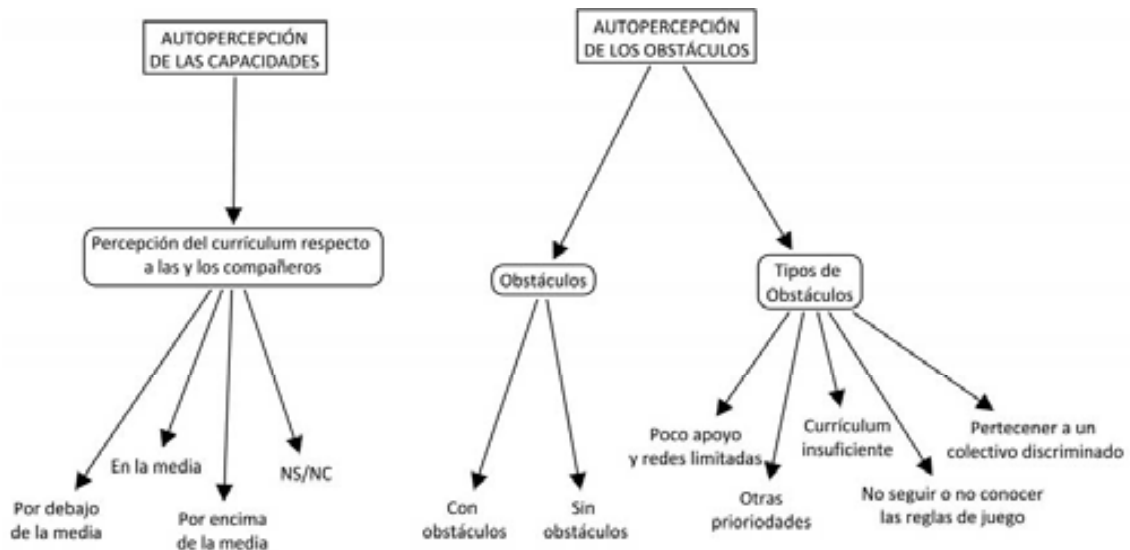 AUTOPERCEPCIÓN
DE LAS CAPACIDADES
AUTOPERCEPCIÓN
DE LOS OBSTÁCULOS
Percepción del currículum respecto
a las y los compañeros
Obstáculos
Tipos de
Obstáculos
Por debajo
de la media
En la media
Por encima
de la media
NS/NC
Con
obstáculos
Sin
obstáculos
Poco apoyo
y redes limitadas
Otras
prioriodades
Currículum
insuficiente
No seguir o no conocer
las reglas de juego
Pertecener a un
colectivo discriminado